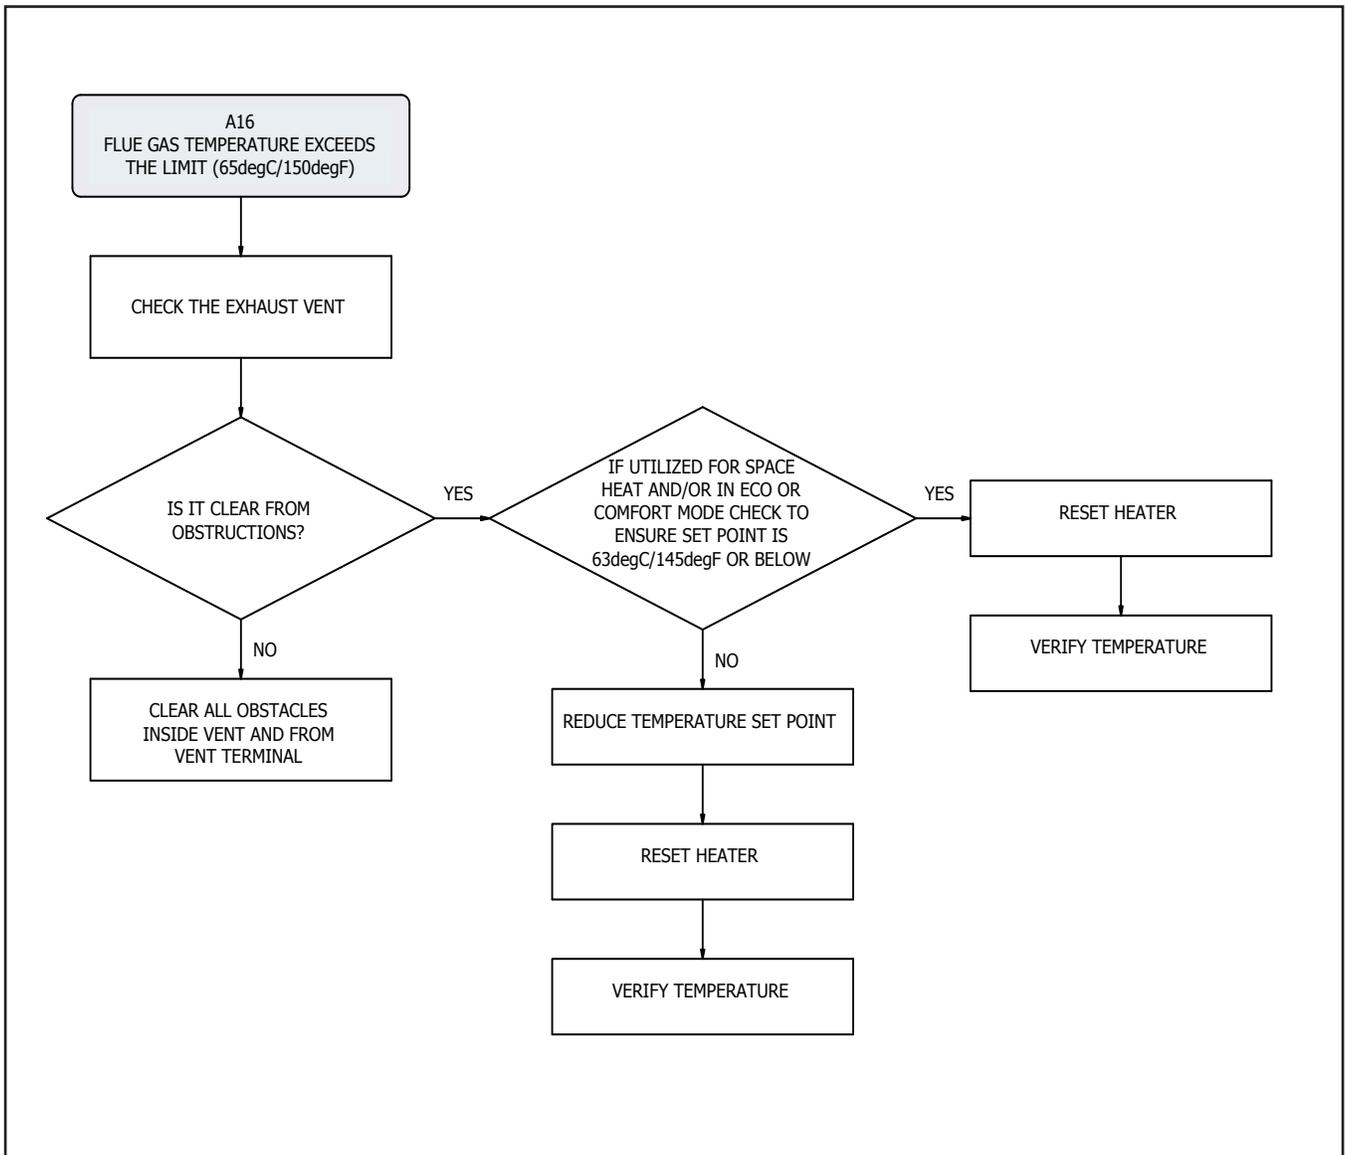 A16
FLUE GAS TEMPERATURE EXCEEDS
THE LIMIT (65degC/150degF)
CHECK THE EXHAUST VENT
IS IT CLEAR FROM
OBSTRUCTIONS?
YES
IF UTILIZED FOR SPACE
HEAT AND/OR IN ECO OR
COMFORT MODE CHECK TO
ENSURE SET POINT IS
63degC/145degF OR BELOW
YES
RESET HEATER
VERIFY TEMPERATURE
NO
CLEAR ALL OBSTACLES
INSIDE VENT AND FROM
VENT TERMINAL
NO
REDUCE TEMPERATURE SET POINT
RESET HEATER
VERIFY TEMPERATURE